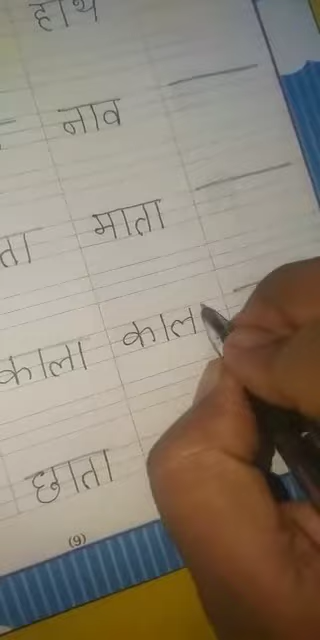 हाथ
नाव
ता माता
काला काल
छाता
(9)